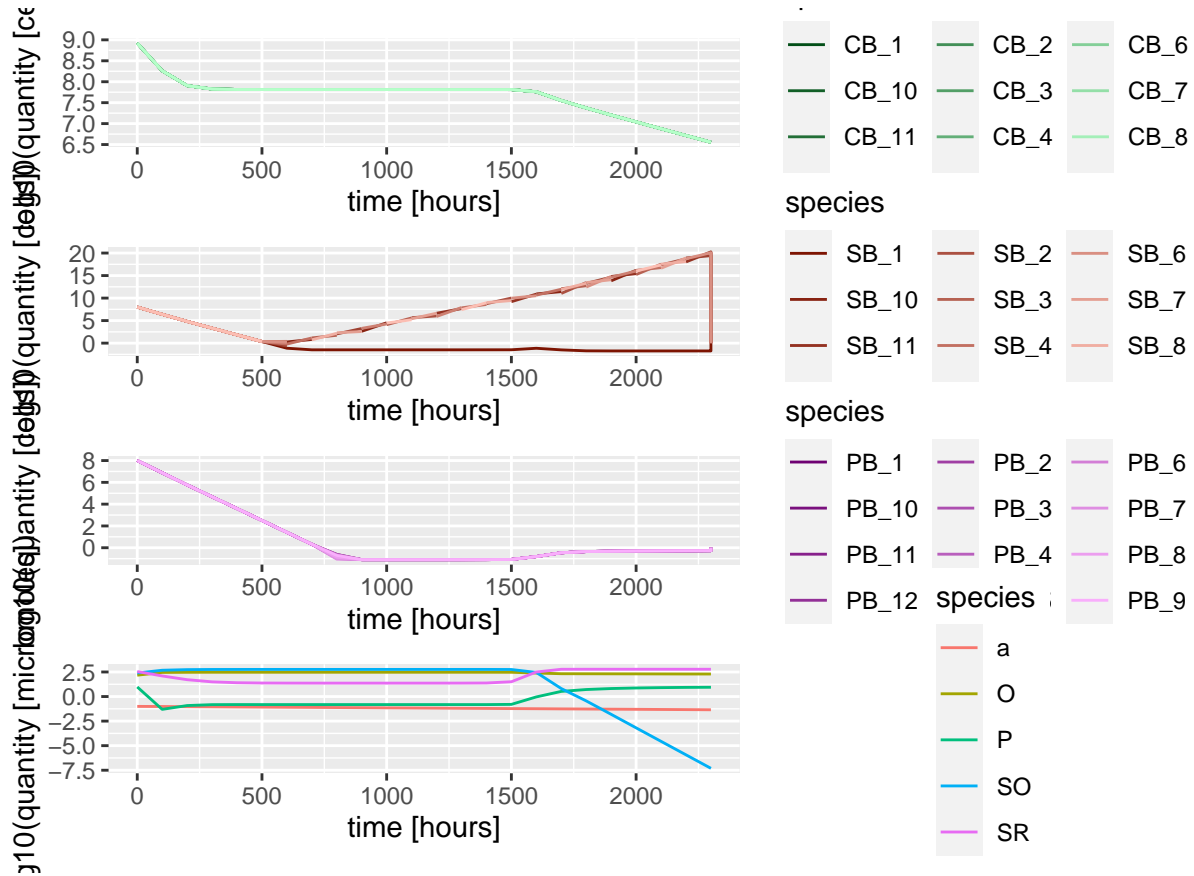 9.0
8.5
8.0
7.5
7.0
6.5
0 500 1000 1500 2000
time [hours]
CB_1 CB_2 CB_6
CB_10 CB_3 CB_7
CB_11 CB_4 CB_8
20
15
10
5
0
0 500 1000 1500 2000
time [hours]
species
SB_1 SB_2 SB_6
SB_10 SB_3 SB_7
SB_11 SB_4 SB_8
8
6
4
2
0
0 500 1000 1500 2000
time [hours]
species
PB_1 PB_2 PB_6
PB_10 PB_3 PB_7
PB_11 PB_4 PB_8
PB_12 PB_9
2.5
0.0
−2.5
−5.0
−7.5
0 500 1000 1500 2000
time [hours]
species
a
O
P
SO
SR